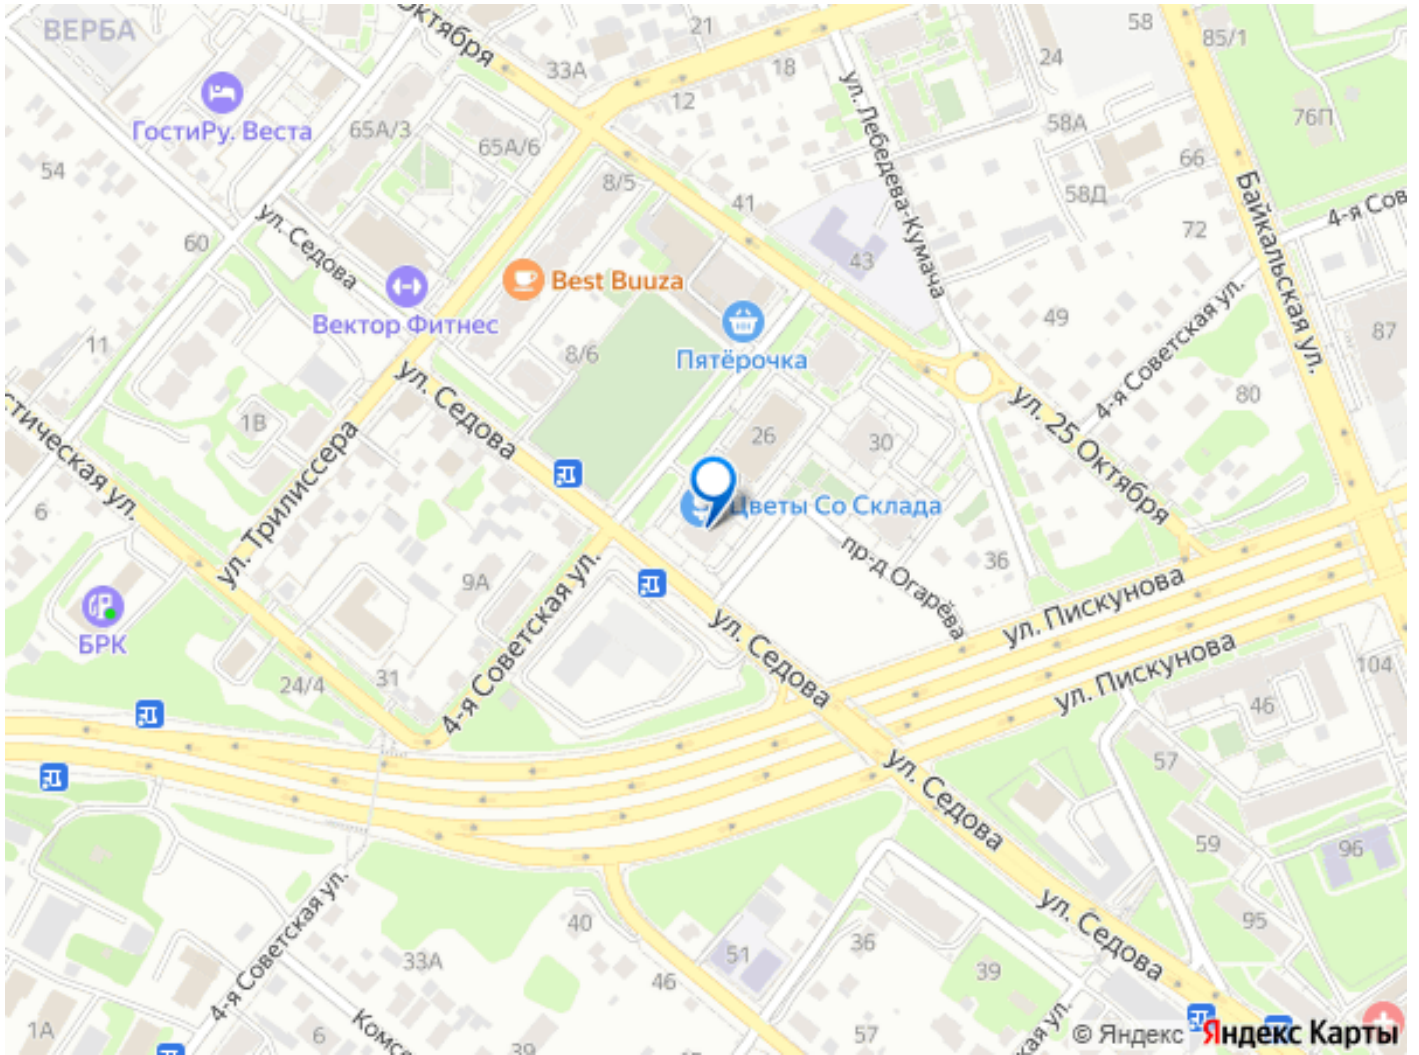 ВЕРБА
Октября
21
58
85/1
33А
18
24
ГостиРу. Веста
65А/3
12
ул. Лебедева-Кумача
76П
58А
65А/6
54
8/5
66
58Д
41
Байкальская ул.
4-я Сов
ул. Седова
60
43
72
Best Buuza
Вектор Фитнес
49
4-я Советская ул.
87
11
8/6
Пятёрочка
80
ул. Седова
ул. 25 Октября
1В
26
30
стическая ул.
ул. Трилиссера
6
Цветы Со Склада
пр-д Огарёва
36
9А
4-я Советская ул.
ул. Пискунова
БРК
ул. Седова
ул. Пискунова
24/4
31
104
46
57
ул. Седова
59
96
4-я Советская ул.
40
ул. Седова
95
51
36
33А
46
39
1А
6
Комсо
39
57
кая ул.
© Яндекс Яндекс Карты